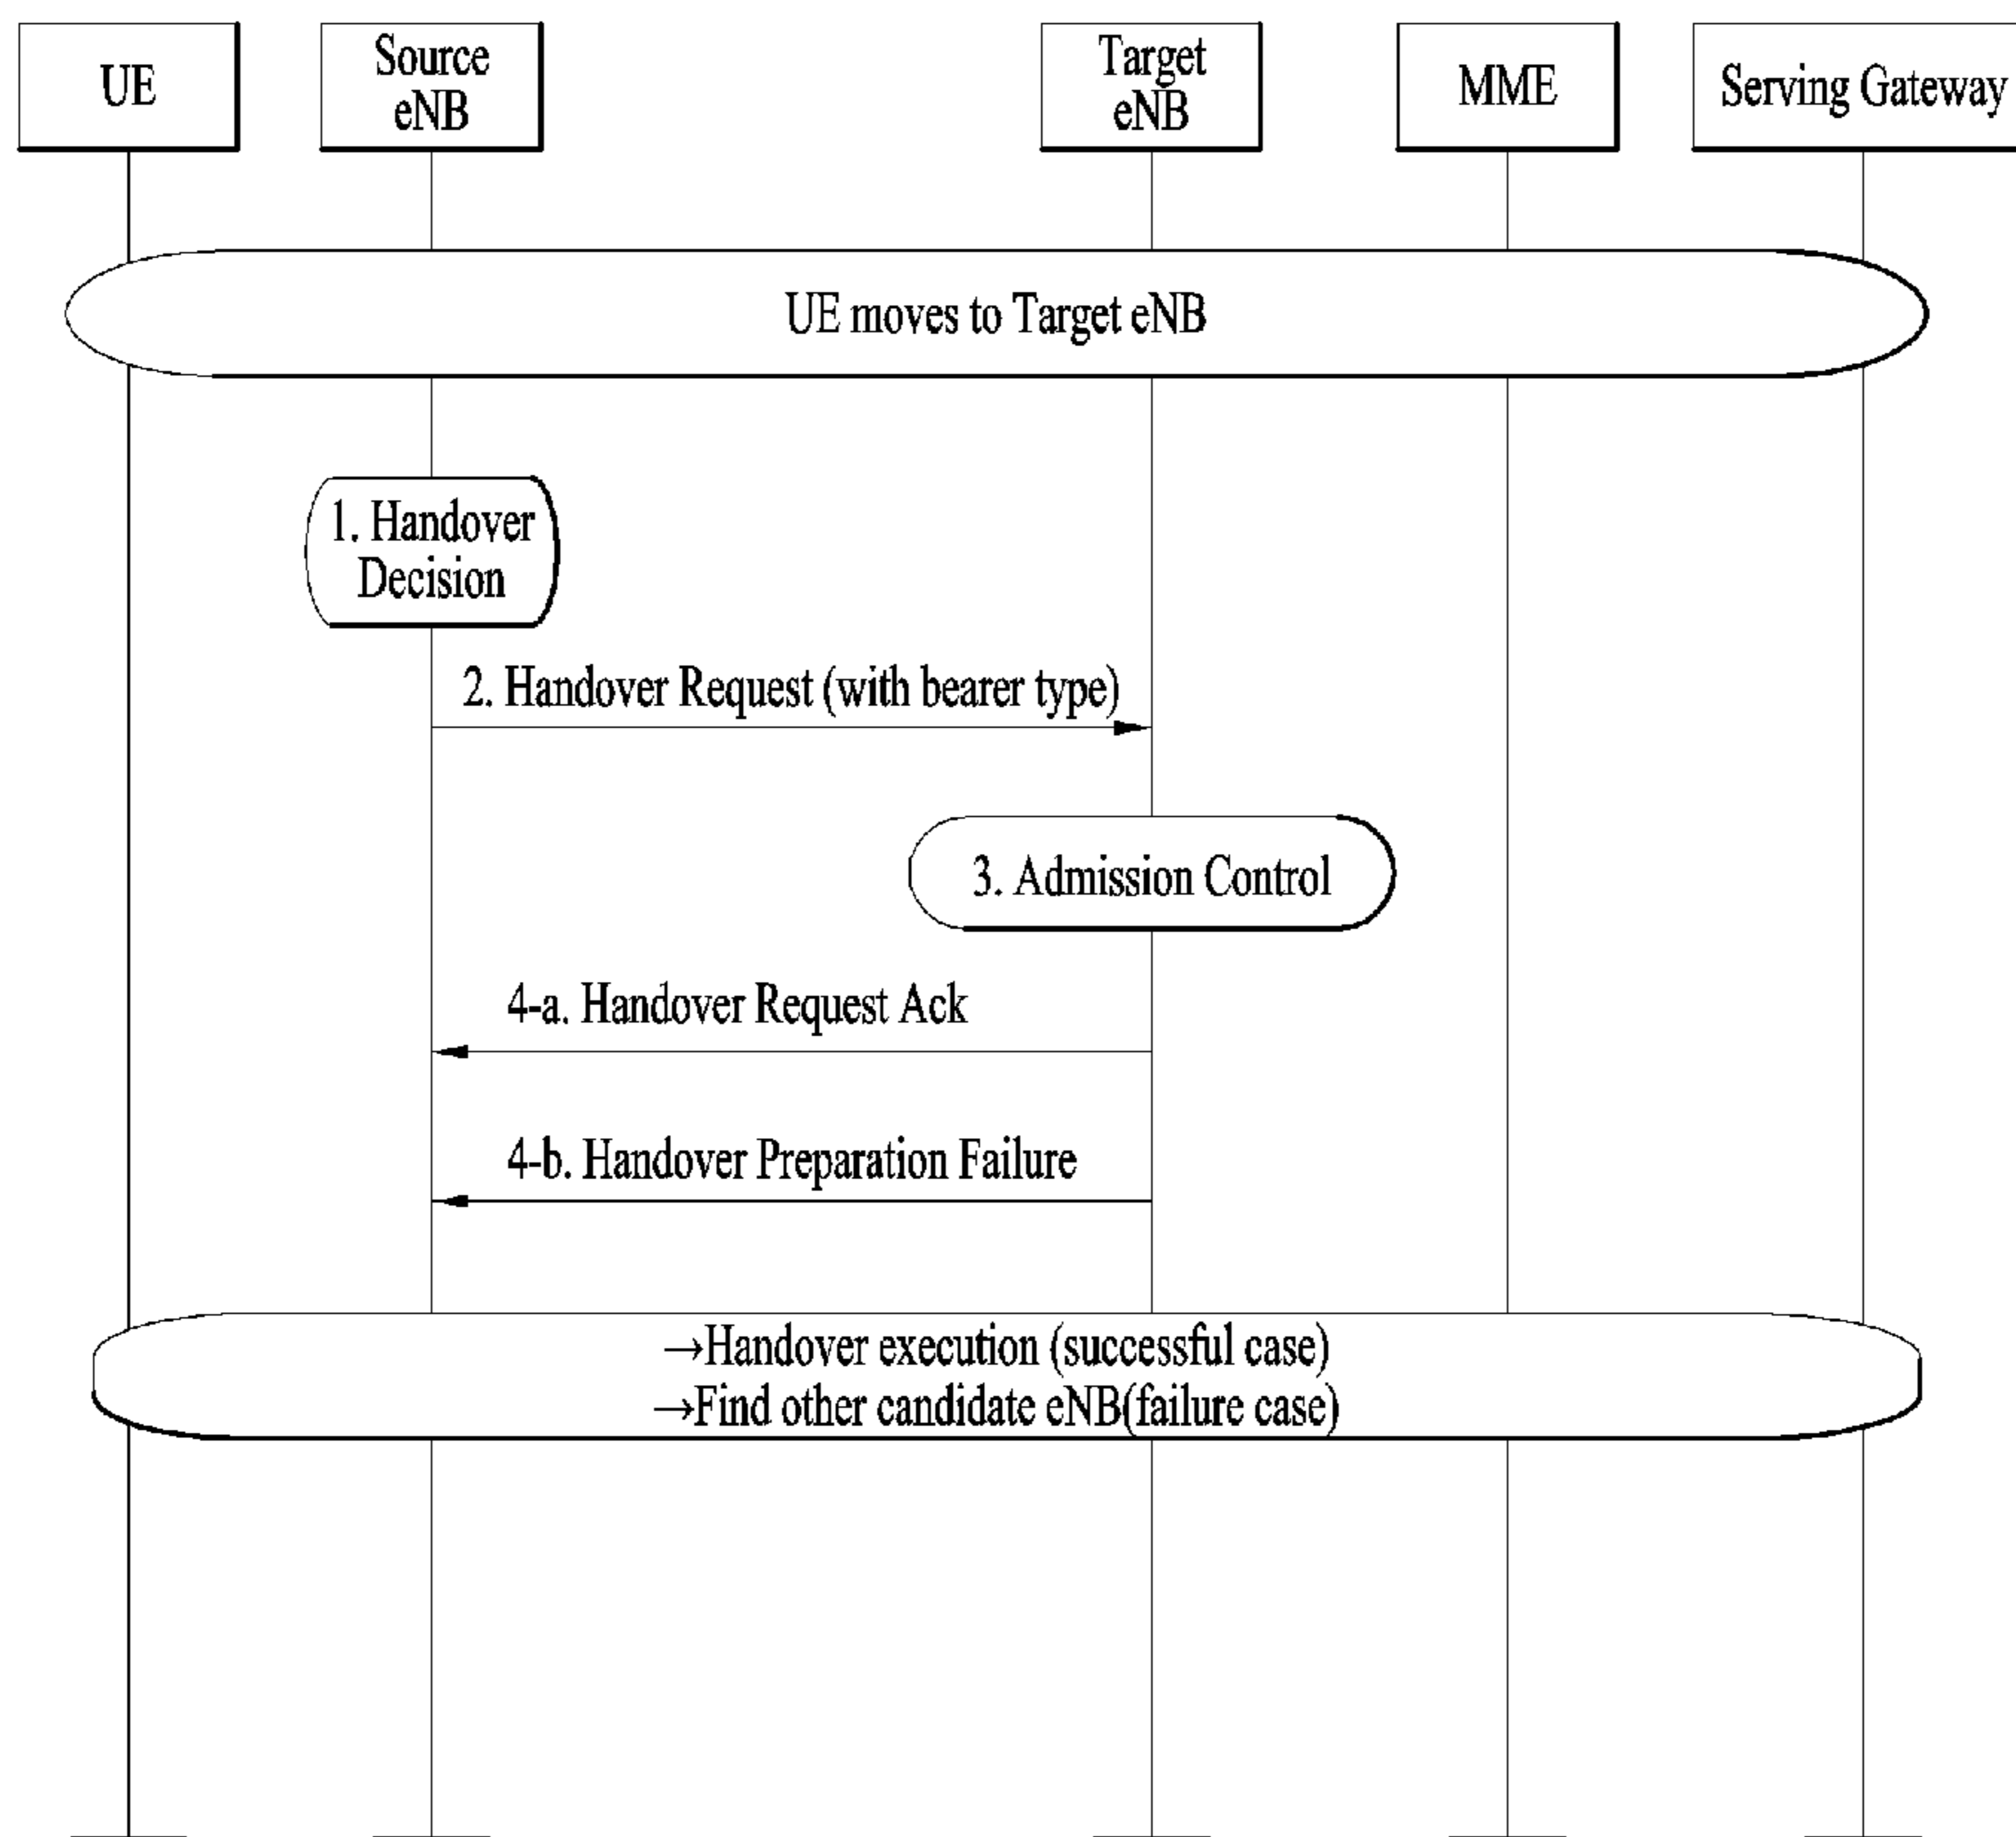 UE
Source
eNB
Target
eNB
MME
Serving Gateway
UE moves to Target eNB
1. Handover
Decision
2. Handover Request (with bearer type)
3. Admission Control
4-a. Handover Request Ack
4-b. Handover Preparation Failure
→Handover execution (successful case)
→Find other candidate eNB(failure case)